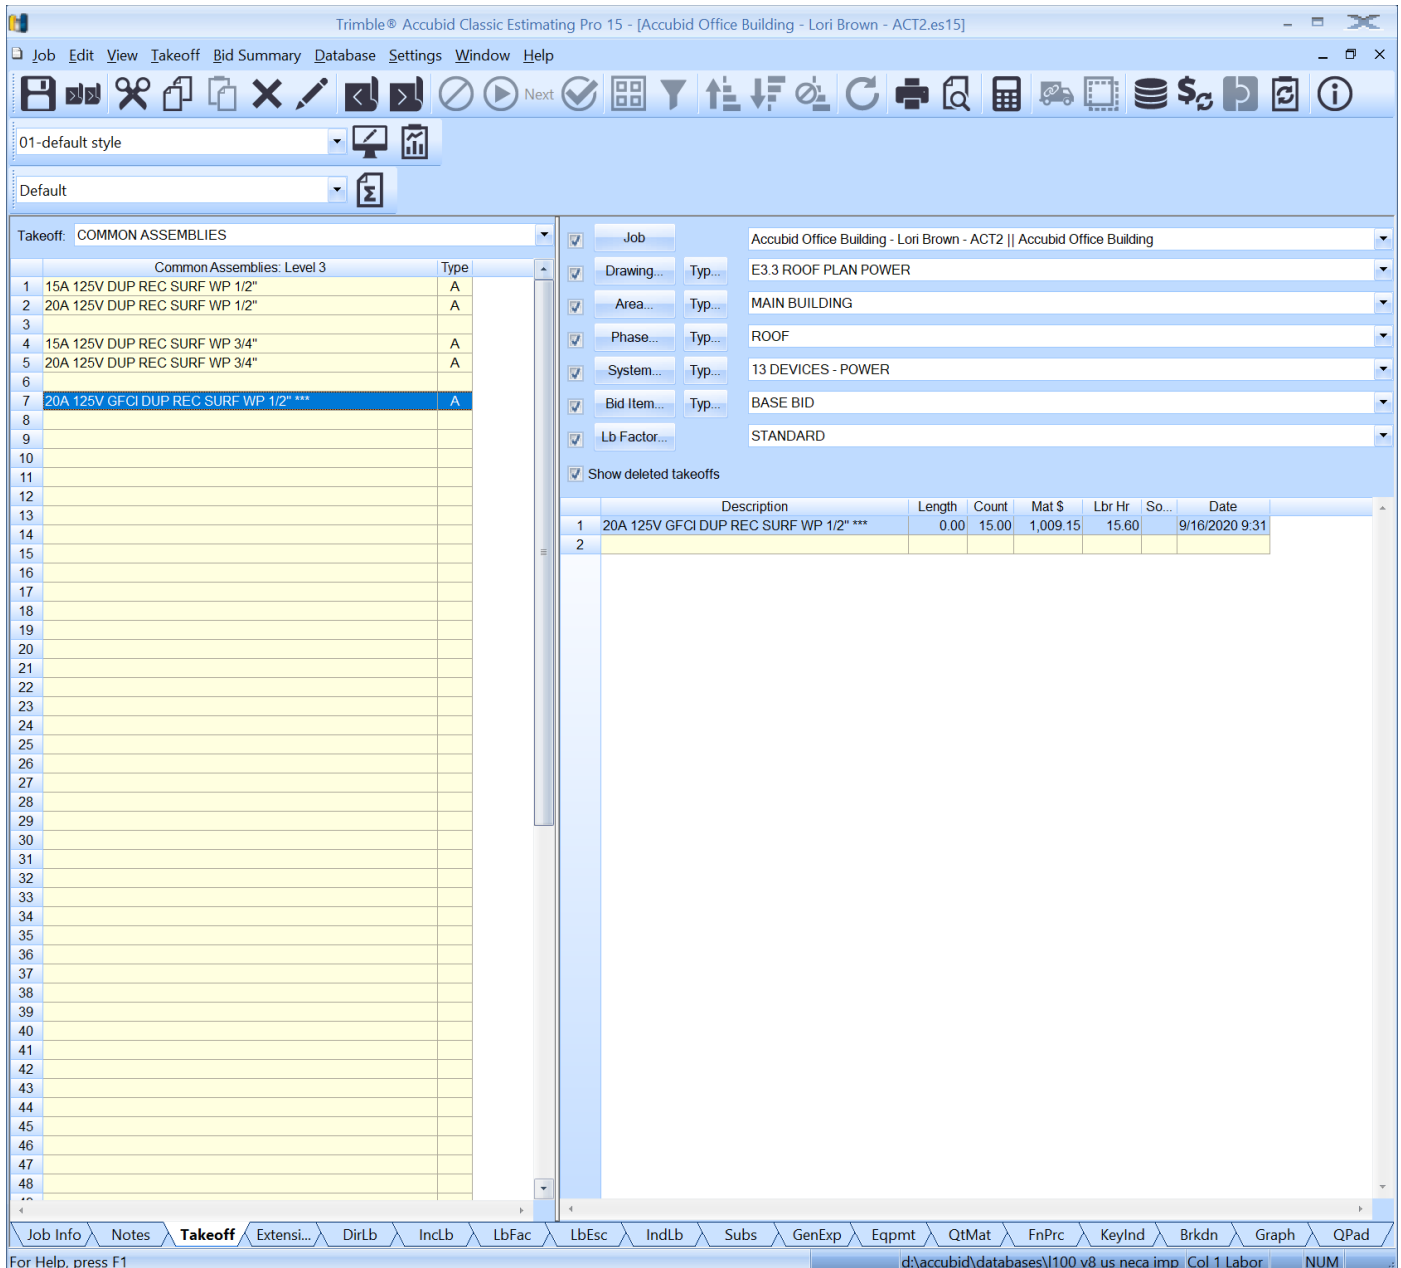 Trimble® Accubid Classic Estimating Pro 15 - [Accubid Office Building - Lori Brown - ACT2.es15]
Job Edit View Takeoff Bid Summary Database Settings Window Help
Next
01-default style
Default
Takeoff: COMMON ASSEMBLIES
Common Assemblies: Level 3 Type
1 15A 125V DUP REC SURF WP 1/2" A
2 20A 125V DUP REC SURF WP 1/2" A
3
4 15A 125V DUP REC SURF WP 3/4" A
5 20A 125V DUP REC SURF WP 3/4" A
6
7 20A 125V GFCI DUP REC SURF WP 1/2" *** A
8
9
10
11
12
13
14
15
16
17
18
19
20
21
22
23
24
25
26
27
28
29
30
31
32
33
34
35
36
37
38
39
40
41
42
43
44
45
46
47
48
Job Accubid Office Building - Lori Brown - ACT2 || Accubid Office Building
Drawing... Typ... E3.3 ROOF PLAN POWER
Area... Typ... MAIN BUILDING
Phase... Typ... ROOF
System... Typ... 13 DEVICES - POWER
Bid Item... Typ... BASE BID
Lb Factor... STANDARD
Show deleted takeoffs
Description Length Count Mat $ Lbr Hr So... Date
1 20A 125V GFCI DUP REC SURF WP 1/2" *** 0.00 15.00 1,009.15 15.60 9/16/2020 9:31
2
Job Info Notes Takeoff Extensi... DirLb IncLb LbFac LbEsc IndLb Subs GenExp Eqpmt QtMat FnPrc KeyInd Brkdn Graph QPad
For Help, press F1 d:\accubid\databases\l100 v8 us neca imp Col 1 Labor NUM